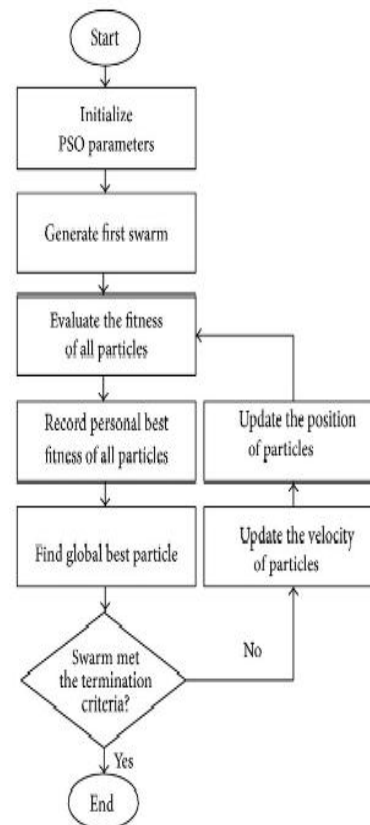 Start
Initialize
PSO parameters
Generate first swarm
Evaluate the fitness
of all particles
Record personal best
fitness of all particles
Find global best particle
Swarm met
the termination
criteria?
Yes
End
No
Update the velocity
of particles
Update the position
of particles